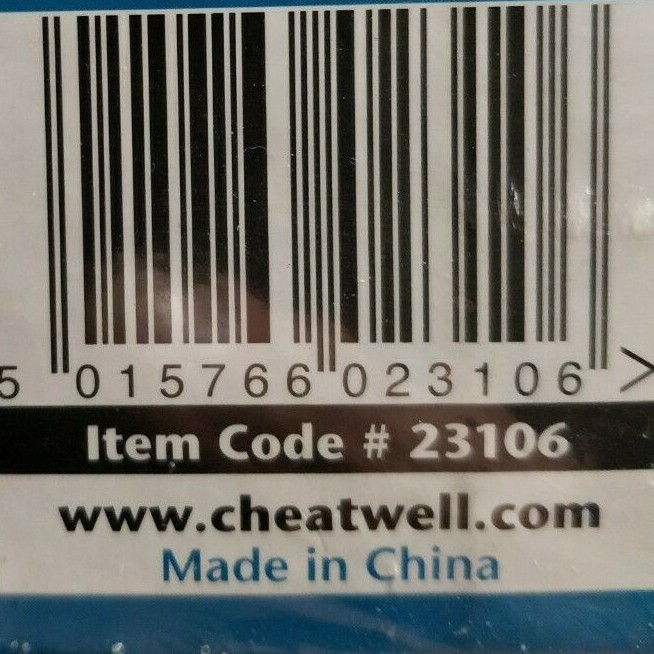 5 015766 023106 >
Item Code # 23106
www.cheatwell.com
Made in China